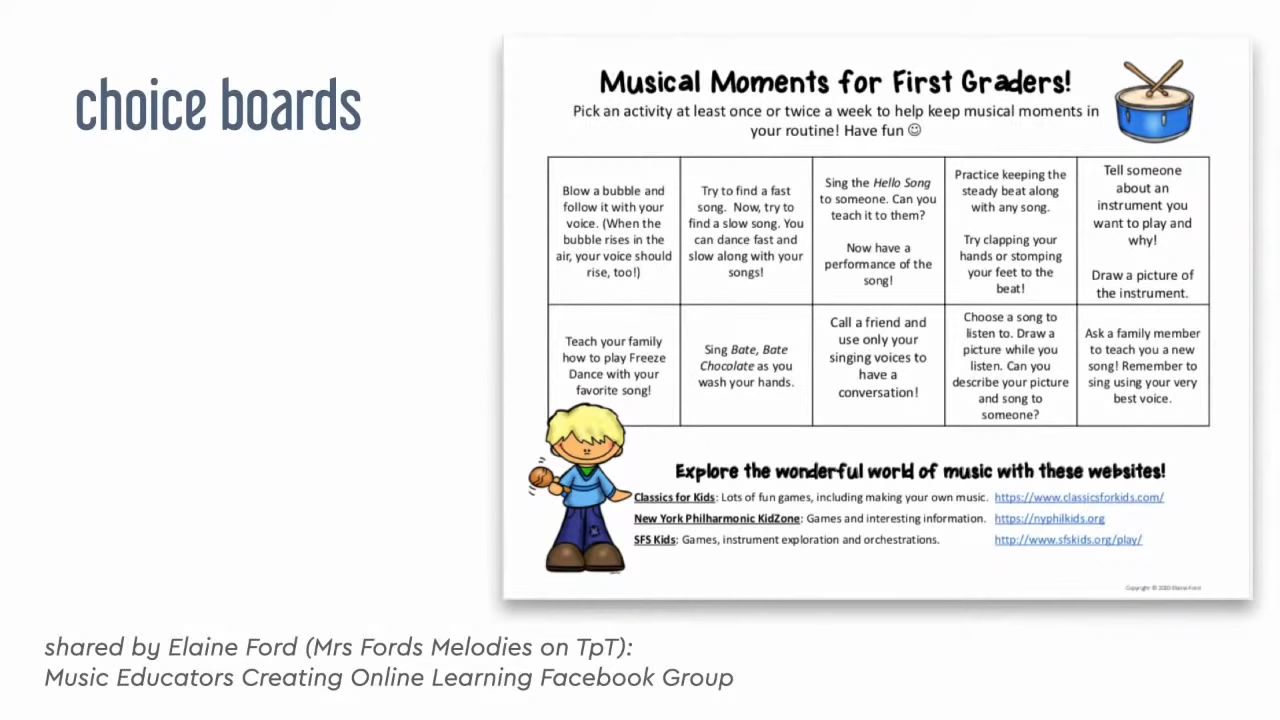 choice boards
Musical Moments for First Graders!
Pick an activity at least once or twice a week to help keep musical moments in
your routine! Have fun ☺
Blow a bubble and
follow it with your
voice. (When the
bubble rises in the
air, your voice should
rise, too!)
Try to find a fast
song. Now, try to
find a slow song. You
can dance fast and
slow along with your
songs!
Sing the Hello Song
to someone. Can you
teach it to them?
Now have a
performance of the
song!
Practice keeping the
steady beat along
with any song.
Try clapping your
hands or stomping
your feet to the
beat!
Tell someone
about an
instrument you
want to play and
why!
Draw a picture of
the instrument.
Teach your family
how to play Freeze
Dance with your
favorite song!
Sing Bate, Bate
Chocolate as you
wash your hands.
Call a friend and
use only your
singing voices to
have a
conversation!
Choose a song to
listen to. Draw a
picture while you
listen. Can you
describe your picture
and song to
someone?
Ask a family member
to teach you a new
song! Remember to
sing using your very
best voice.
Explore the wonderful world of music with these websites!
Classics for Kids: Lots of fun games, including making your own music. https://www.classicsforkids.com/
New York Philharmonic KidZone: Games and interesting information. https://nyphilkids.org
SFS Kids: Games, instrument exploration and orchestrations. http://www.sfskids.org/play/
Copyright © 2020 Elaine Ford
shared by Elaine Ford (Mrs Fords Melodies on TpT):
Music Educators Creating Online Learning Facebook Group